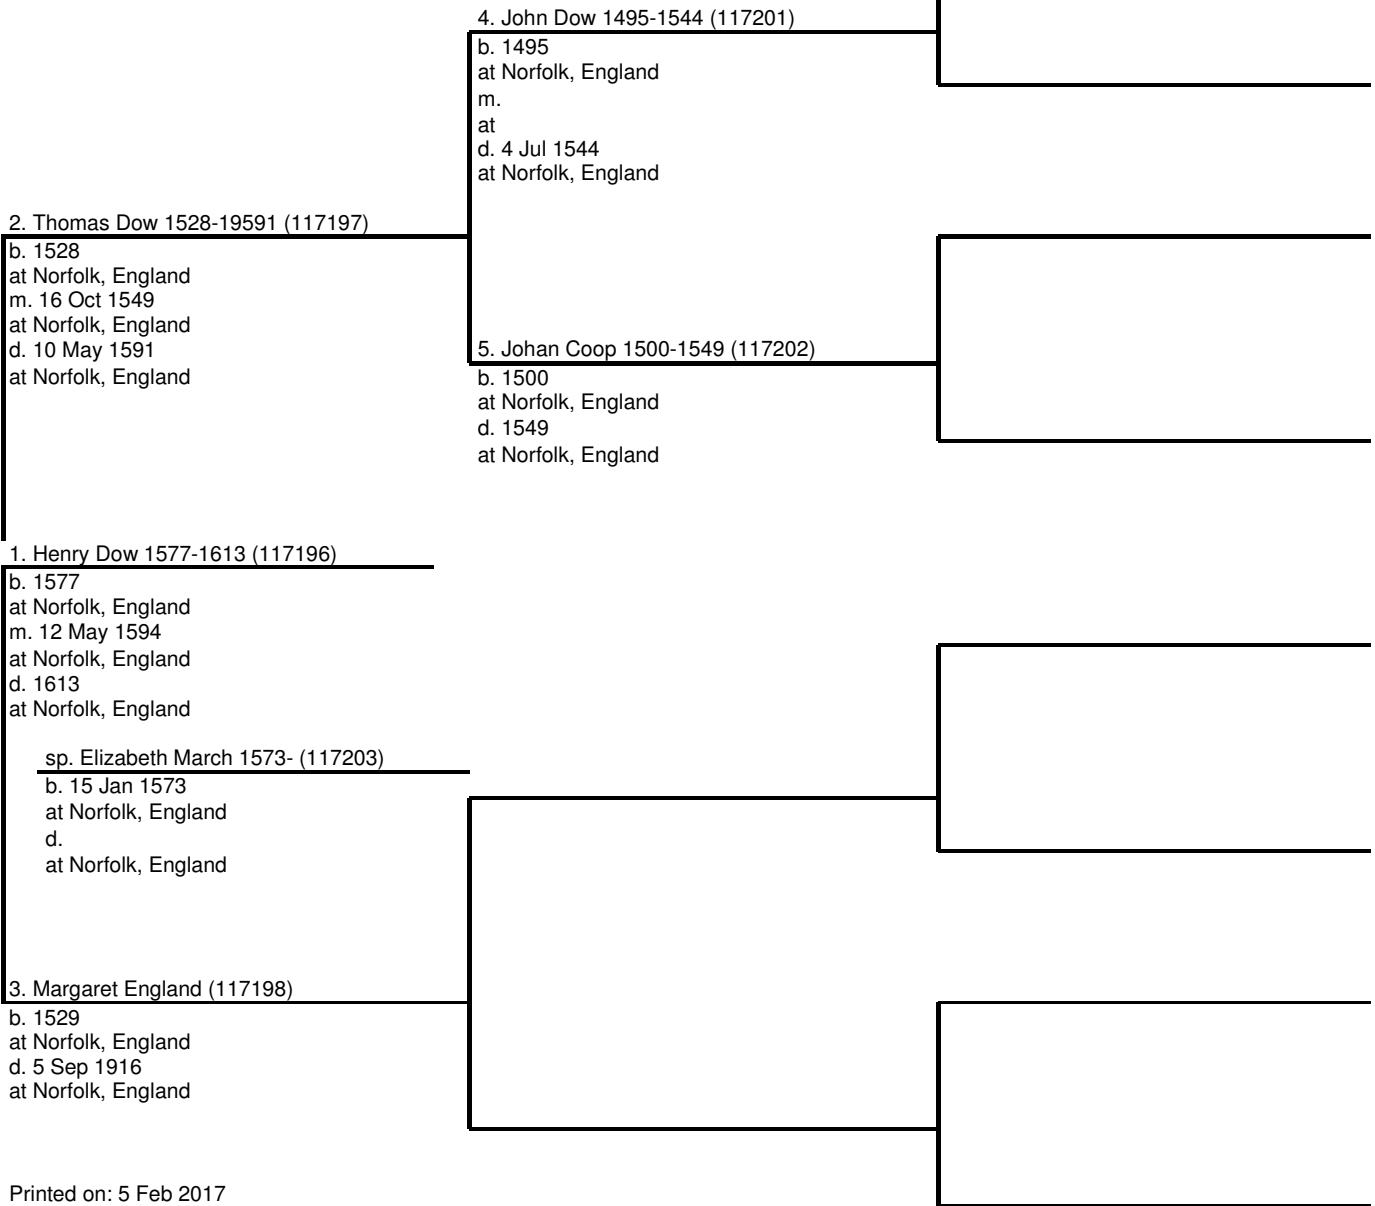 4. John Dow 1495-1544 (117201)
b. 1495
at Norfolk, England
m.
at
d. 4 Jul 1544
at Norfolk, England
2. Thomas Dow 1528-19591 (117197)
b. 1528
at Norfolk, England
m. 16 Oct 1549
at Norfolk, England
d. 10 May 1591
at Norfolk, England
5. Johan Coop 1500-1549 (117202)
b. 1500
at Norfolk, England
d. 1549
at Norfolk, England
1. Henry Dow 1577-1613 (117196)
b. 1577
at Norfolk, England
m. 12 May 1594
at Norfolk, England
d. 1613
at Norfolk, England
sp. Elizabeth March 1573- (117203)
b. 15 Jan 1573
at Norfolk, England
d.
at Norfolk, England
3. Margaret England (117198)
b. 1529
at Norfolk, England
d. 5 Sep 1916
at Norfolk, England
Printed on: 5 Feb 2017